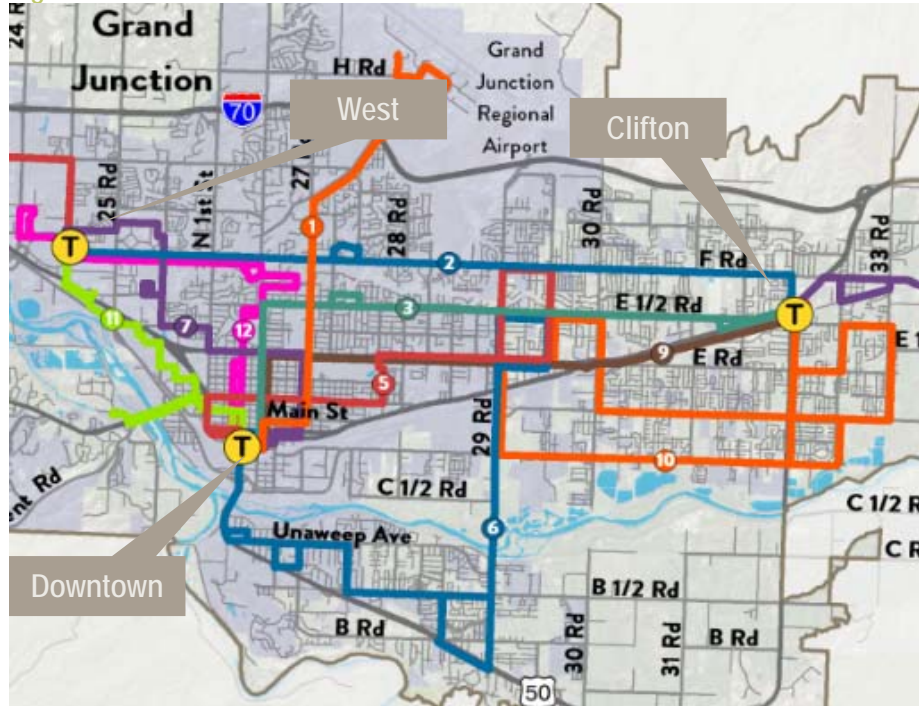 24 R
Grand
Junction
H Rd
70
Grand
Junction
Regional
Airport
West
Clifton
25 Rd
N 1st St
27
28 Rd
30 Rd
33 Rd
1
T
2
F Rd
3
E 1/2 Rd
T
11
7
12
9
E Rd
E 1
5
Main St
T
29 Rd
10
C 1/2 Rd
nt Rd
C 1/2 R
6
Unaweep Ave
C R
Downtown
B 1/2 Rd
B Rd
30 Rd
31 Rd
B Rd
50